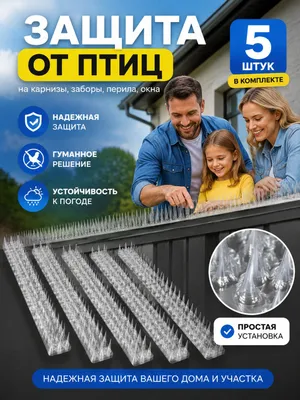 ЗАЩИТА
ОТ ПТИЦ
на карнизы, заборы, перила, окна
5
ШТУК
В КОМПЛЕКТЕ
НАДЕЖНАЯ
ЗАЩИТА
ГУМАННОЕ
РЕШЕНИЕ
УСТОЙЧИВОСТЬ
К ПОГОДЕ
ПРОСТАЯ
УСТАНОВКА
НАДЕЖНАЯ ЗАЩИТА ВАШЕГО ДОМА И УЧАСТКА